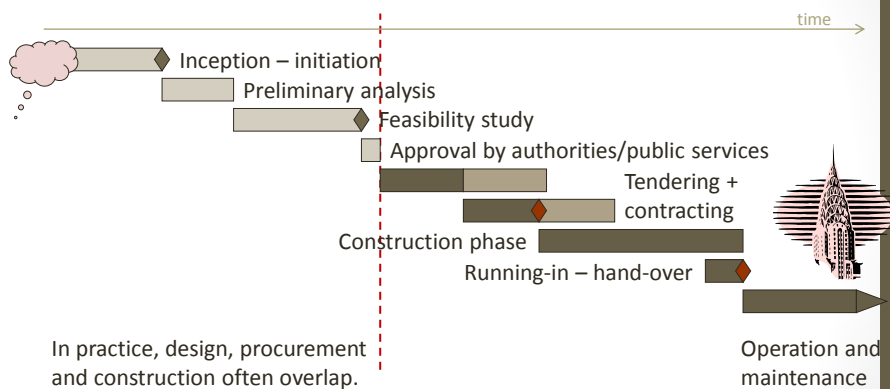 time
Inception – initiation
Preliminary analysis
Feasibility study
Approval by authorities/public services
Tendering +
contracting
Construction phase
Running-in – hand-over
In practice, design, procurement
and construction often overlap.
Operation and
maintenance